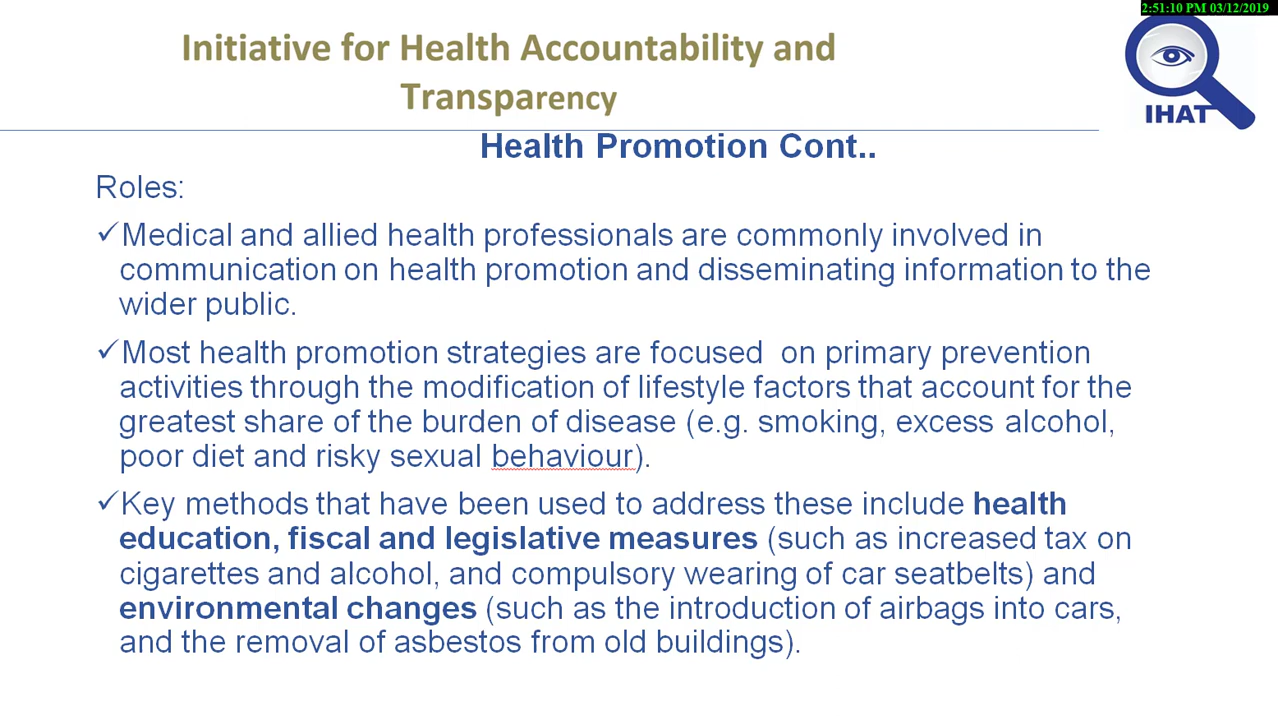 2:51:10 PM 03/12/2019
Initiative for Health Accountability and
Transparency
IHAT
Health Promotion Cont..
Roles:
✓Medical and allied health professionals are commonly involved in
communication on health promotion and disseminating information to the
wider public.
✓Most health promotion strategies are focused  on primary prevention
activities through the modification of lifestyle factors that account for the
greatest share of the burden of disease (e.g. smoking, excess alcohol,
poor diet and risky sexual behaviour).
✓Key methods that have been used to address these include health
education, fiscal and legislative measures (such as increased tax on
cigarettes and alcohol, and compulsory wearing of car seatbelts) and
environmental changes (such as the introduction of airbags into cars,
and the removal of asbestos from old buildings).